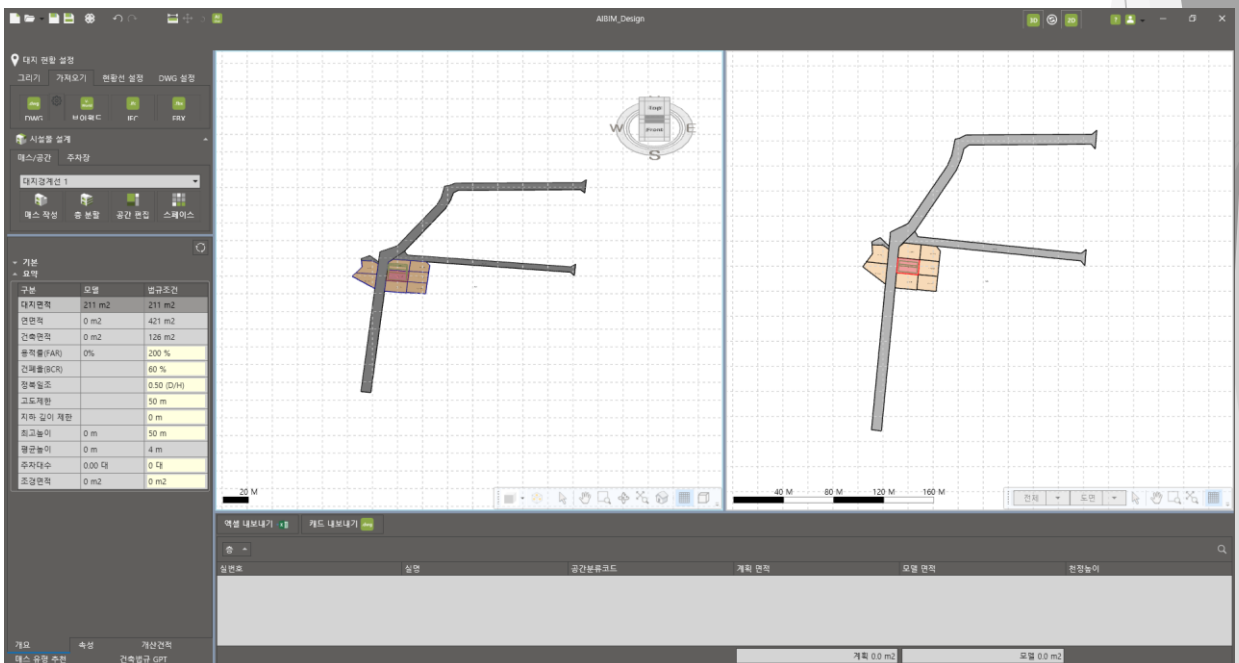 AIBIM_Design
3D 2D ?
대지 현황 설정
그리기 가져오기 현황선 설정 DWG 설정
DWG 브이월드 IFC FBX
시설물 설계
매스/공간 주차장
대지경계선 1
매스 작성 층 분할 공간 편집 스페이스
기본
요약
구분 모델 법규조건
대지면적 211 m2 211 m2
연면적 0 m2 421 m2
건축면적 0 m2 126 m2
용적률(FAR) 0% 200 %
건폐율(BCR) 60 %
정북일조 0.50 (D/H)
고도제한 50 m
지하 깊이 제한 0 m
최고높이 0 m 50 m
평균높이 0 m 4 m
주차대수 0.00 대 0 대
조경면적 0 m2 0 m2
개요 속성 개산견적
매스 유형 추천 건축법규 GPT
Top
W Front E
S
20 M
40 M 80 M 120 M 160 M
전체 도면
엑셀 내보내기 캐드 내보내기
층
실번호 실명 공간분류코드 계획 면적 모델 면적 천장높이
계획 0.0 m2 모델 0.0 m2